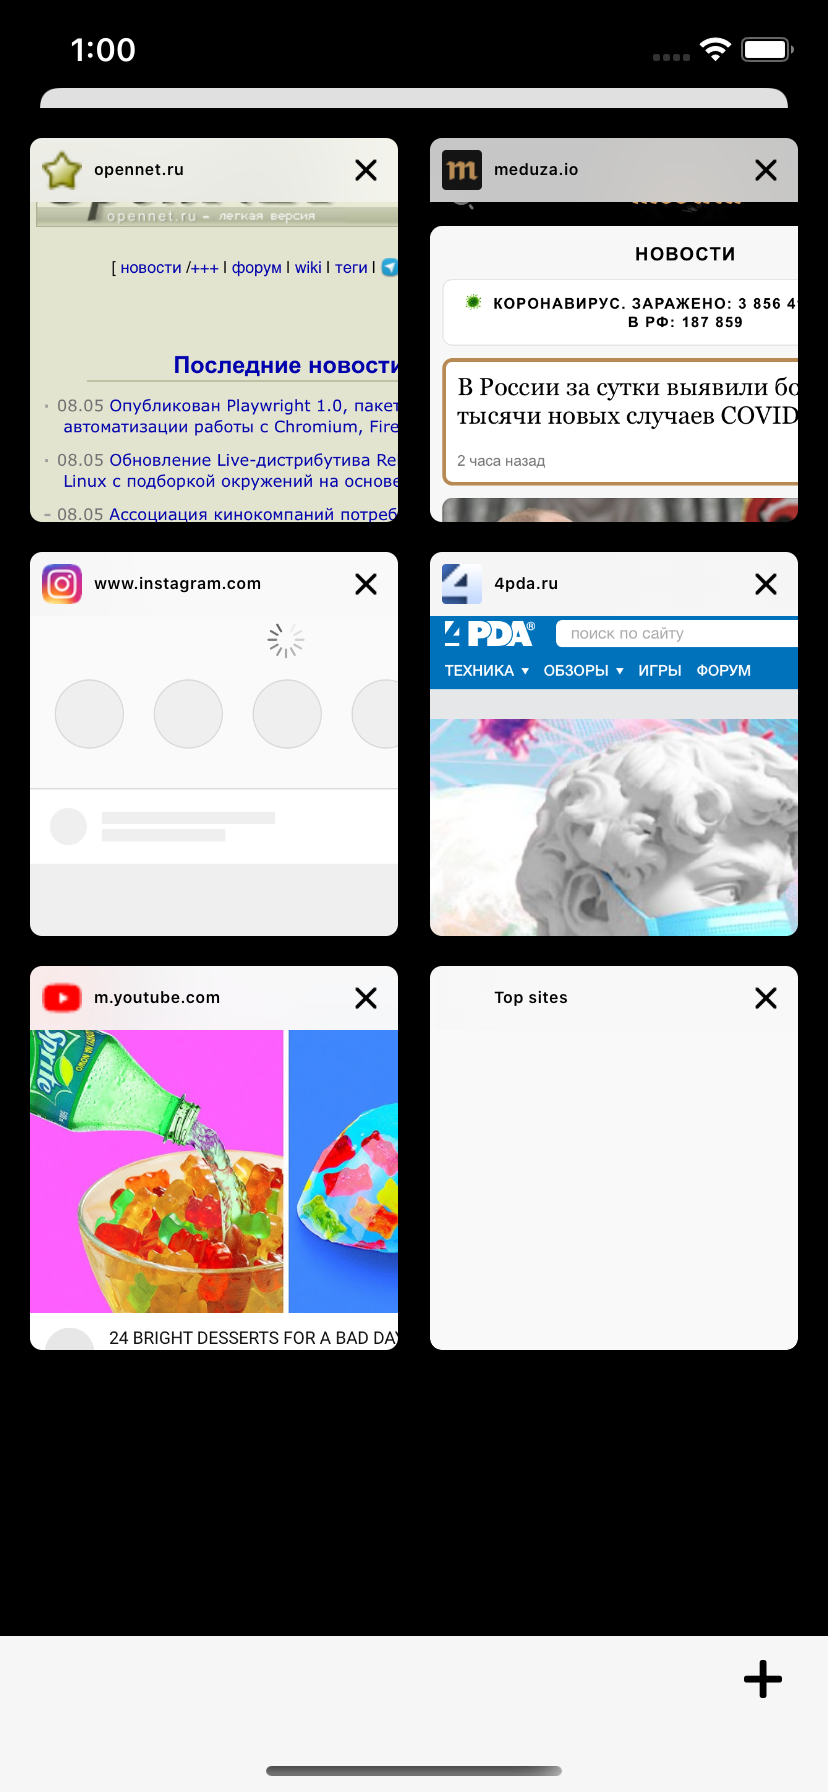 1:00
opennet.ru
opennet.ru - легкая версия
[ новости /+++ | форум | wiki | теги |
Последние новости
08.05 Опубликован Playwright 1.0, пакет
автоматизации работы с Chromium, Fire
08.05 Обновление Live-дистрибутива Re
Linux с подборкой окружений на основе
08.05 Ассоциация кинокомпаний потреб
meduza.io
m
НОВОСТИ
КОРОНАВИРУС. ЗАРАЖЕНО: 3 856 4
В РФ: 187 859
В России за сутки выявили бо
тысячи новых случаев COVID
2 часа назад
www.instagram.com
4pda.ru
4
4PDA®
поиск по сайту
ТЕХНИКА ▼ ОБЗОРЫ ▼ ИГРЫ ФОРУМ
m.youtube.com
Sprite
24 BRIGHT DESSERTS FOR A BAD DAY
Top sites